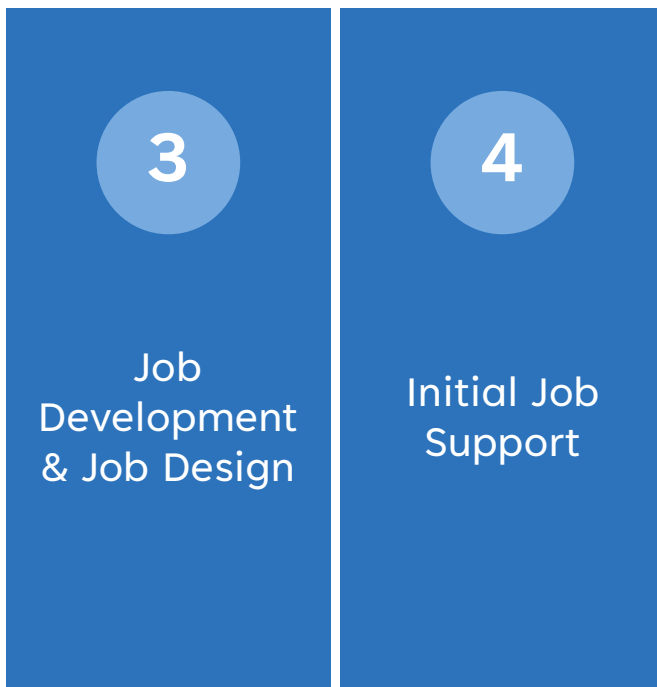 3
Job
Development
& Job Design
4
Initial Job
Support